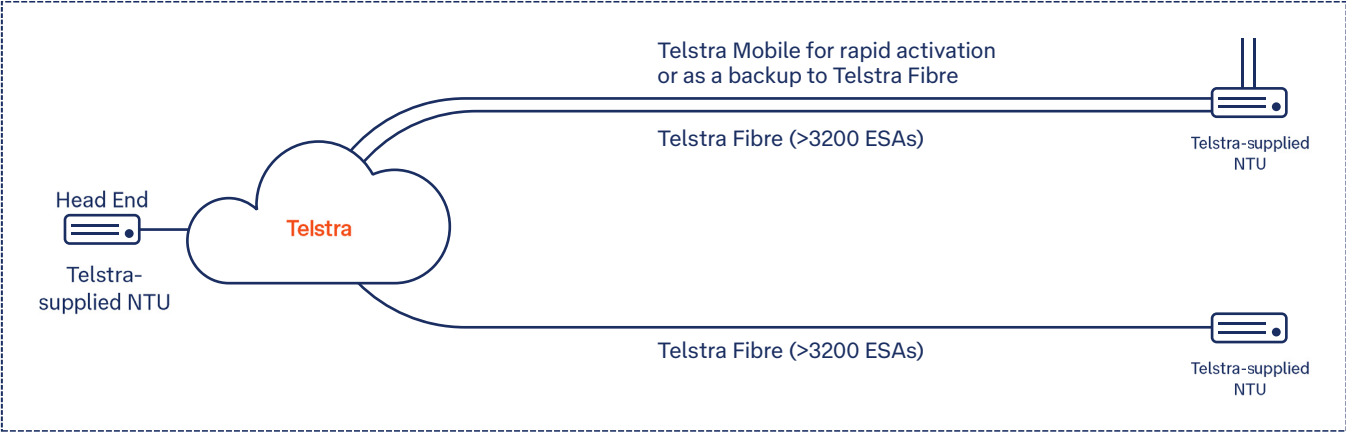 Telstra Mobile for rapid activation
or as a backup to Telstra Fibre
Telstra Fibre (>3200 ESAs)
Telstra-supplied
NTU
Head End
Telstra
Telstra-
supplied NTU
Telstra Fibre (>3200 ESAs)
Telstra-supplied
NTU